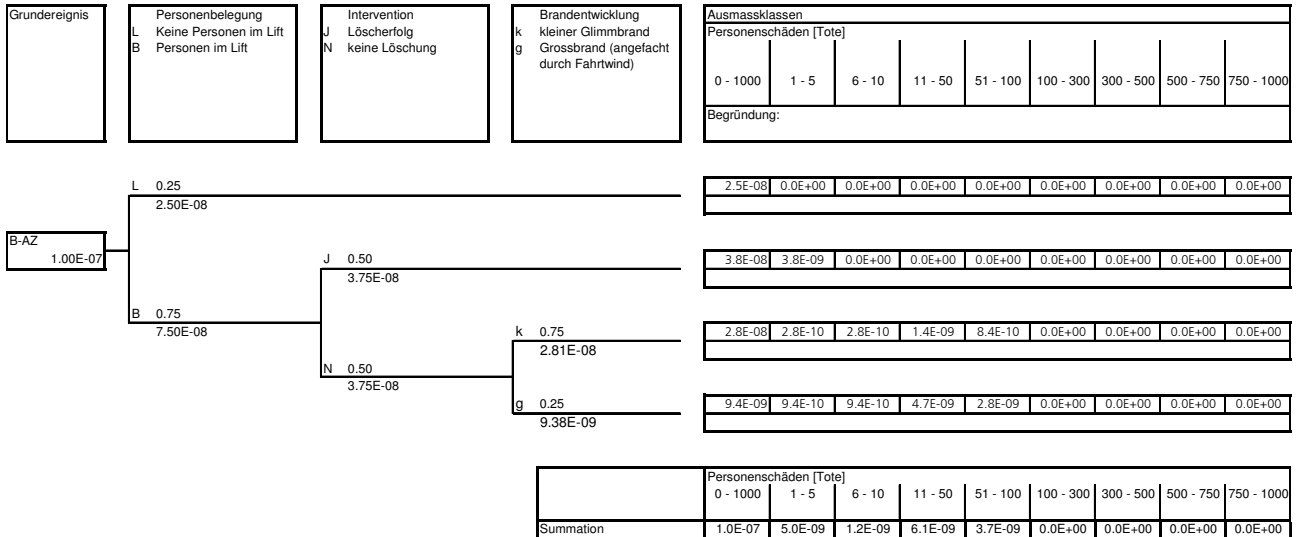 Grundereignis
Personenbelegung
L Keine Personen im Lift
B Personen im Lift
Intervention
J Löscherfolg
N keine Löschung
Brandentwicklung
k kleiner Glimmbrand
g Grossbrand (angefacht
durch Fahrtwind)
Ausmassklassen
Personenschäden [Tote]
0 - 1000 1 - 5 6 - 10 11 - 50 51 - 100 100 - 300 300 - 500 500 - 750 750 - 1000
Begründung:
L 0.25
2.50E-08
2.5E-08 0.0E+00 0.0E+00 0.0E+00 0.0E+00 0.0E+00 0.0E+00 0.0E+00 0.0E+00
B-AZ
1.00E-07
J 0.50
3.75E-08
3.8E-08 3.8E-09 0.0E+00 0.0E+00 0.0E+00 0.0E+00 0.0E+00 0.0E+00 0.0E+00
B 0.75
7.50E-08
k 0.75
2.81E-08
2.8E-08 2.8E-10 2.8E-10 1.4E-09 8.4E-10 0.0E+00 0.0E+00 0.0E+00 0.0E+00
N 0.50
3.75E-08
g 0.25
9.38E-09
9.4E-09 9.4E-10 9.4E-10 4.7E-09 2.8E-09 0.0E+00 0.0E+00 0.0E+00 0.0E+00
Personenschäden [Tote]
0 - 1000 1 - 5 6 - 10 11 - 50 51 - 100 100 - 300 300 - 500 500 - 750 750 - 1000
Summation 1.0E-07 5.0E-09 1.2E-09 6.1E-09 3.7E-09 0.0E+00 0.0E+00 0.0E+00 0.0E+00